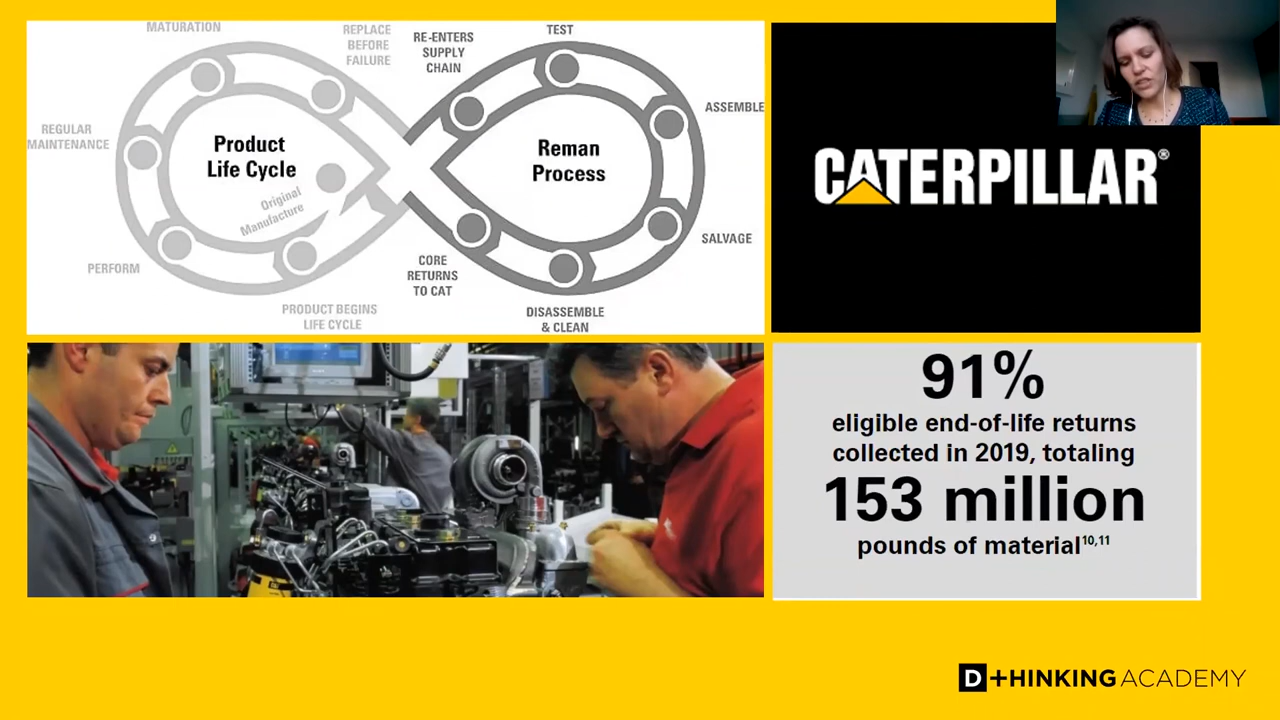 MATURATION
REPLACE
BEFORE
FAILURE
RE-ENTERS
SUPPLY
CHAIN
TEST
ASSEMBLE
REGULAR
MAINTENANCE
Product
Life Cycle
Original
Manufacture
Reman
Process
PERFORM
PRODUCT BEGINS
LIFE CYCLE
CORE
RETURNS
TO CAT
SALVAGE
DISASSEMBLE
& CLEAN
CATERPILLAR®
91%
eligible end-of-life returns
collected in 2019, totaling
153 million
pounds of material10,11
D+HINKING ACADEMY